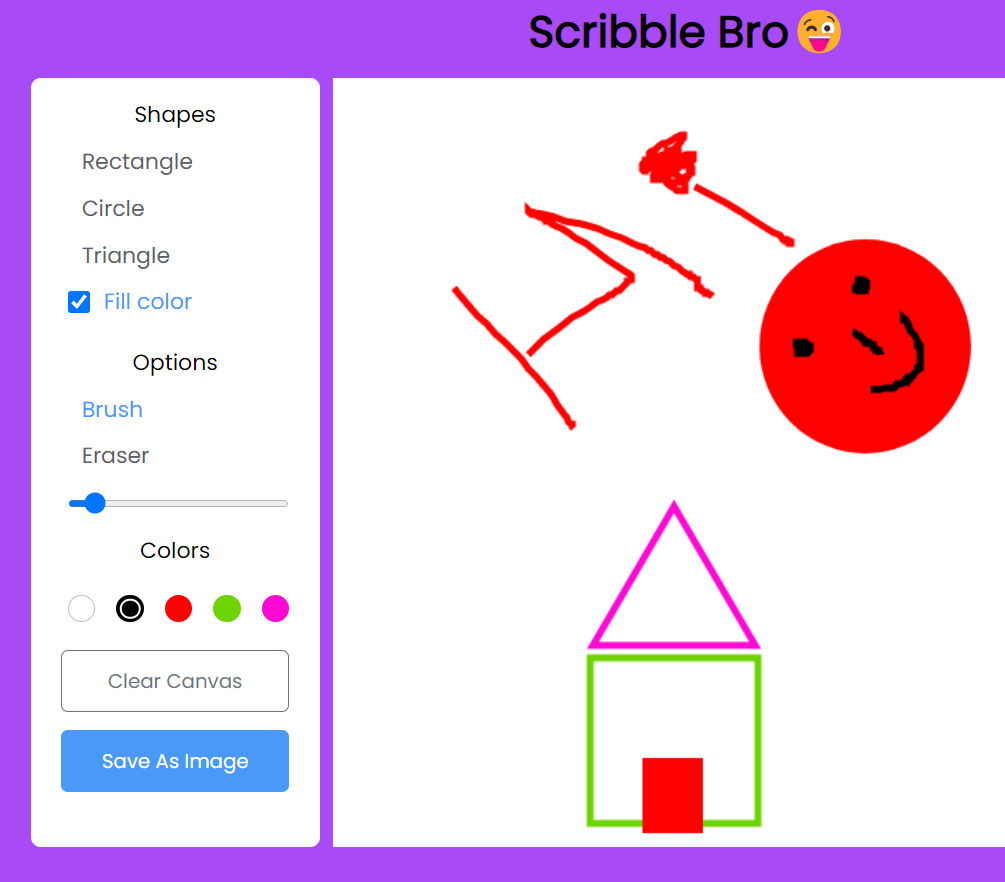 Scribble Bro😜
Shapes
Rectangle
Circle
Triangle
Fill color
Options
Brush
Eraser
Colors
Clear Canvas
Save As Image